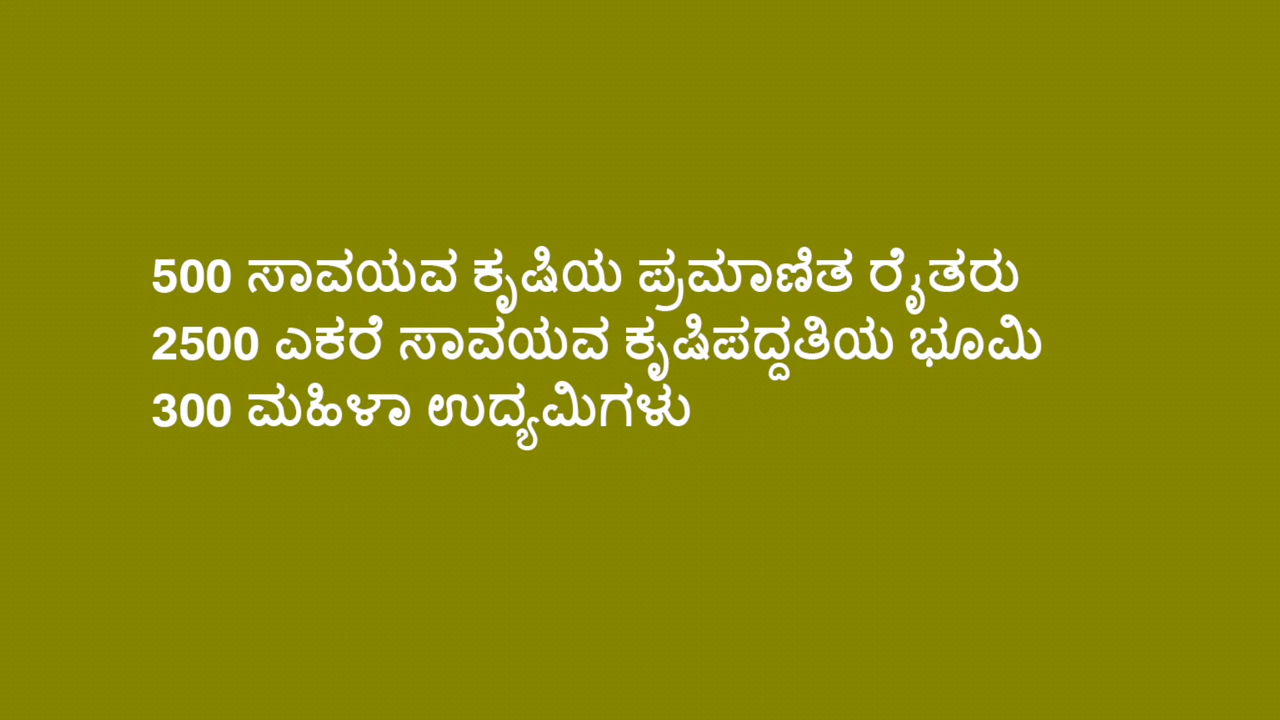 500 ಸಾವಯವ ಕೃಷಿಯ ಪ್ರಮಾಣಿತ ರೈತರು
2500 ಎಕರೆ ಸಾವಯವ ಕೃಷಿಪದ್ದತಿಯ ಭೂಮಿ
300 ಮಹಿಳಾ ಉದ್ಯಮಿಗಳು